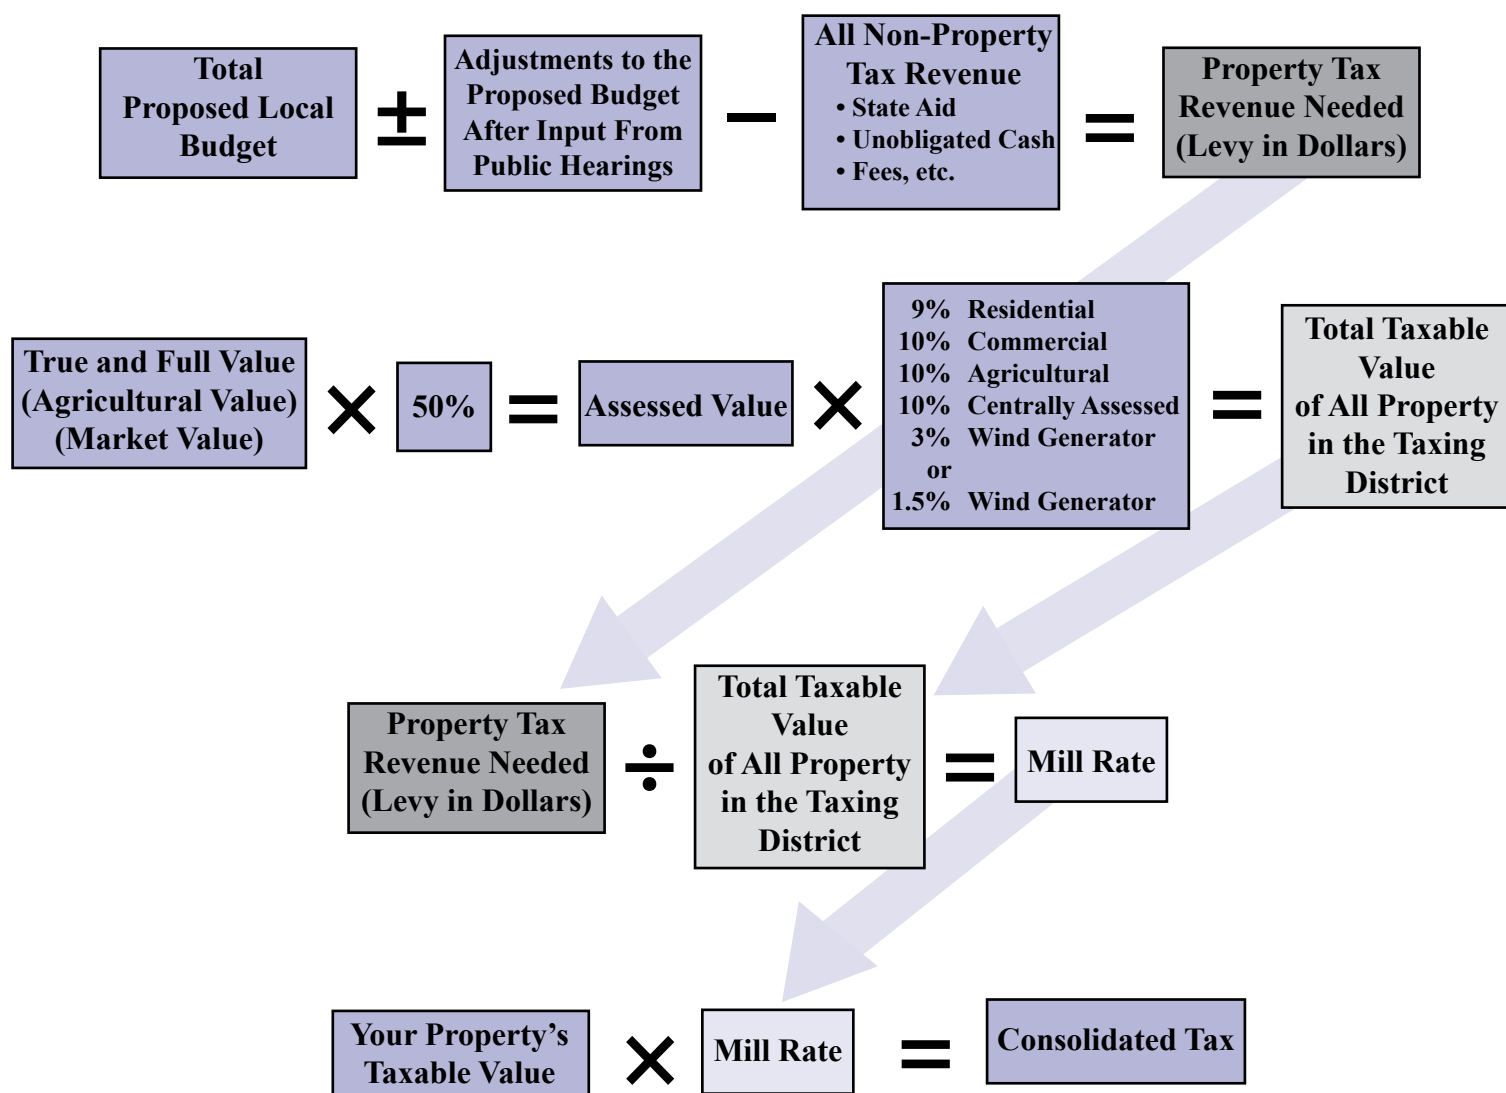 Total
Proposed Local
Budget
±
Adjustments to the
Proposed Budget
After Input From
Public Hearings
−
All Non-Property
Tax Revenue
• State Aid
• Unobligated Cash
• Fees, etc.
=
Property Tax
Revenue Needed
(Levy in Dollars)
True and Full Value
(Agricultural Value)
(Market Value)
×
50%
=
Assessed Value
×
9% Residential
10% Commercial
10% Agricultural
10% Centrally Assessed
3% Wind Generator
or
1.5% Wind Generator
=
Total Taxable
Value
of All Property
in the Taxing
District
Property Tax
Revenue Needed
(Levy in Dollars)
÷
Total Taxable
Value
of All Property
in the Taxing
District
=
Mill Rate
Your Property’s
Taxable Value
×
Mill Rate
=
Consolidated Tax